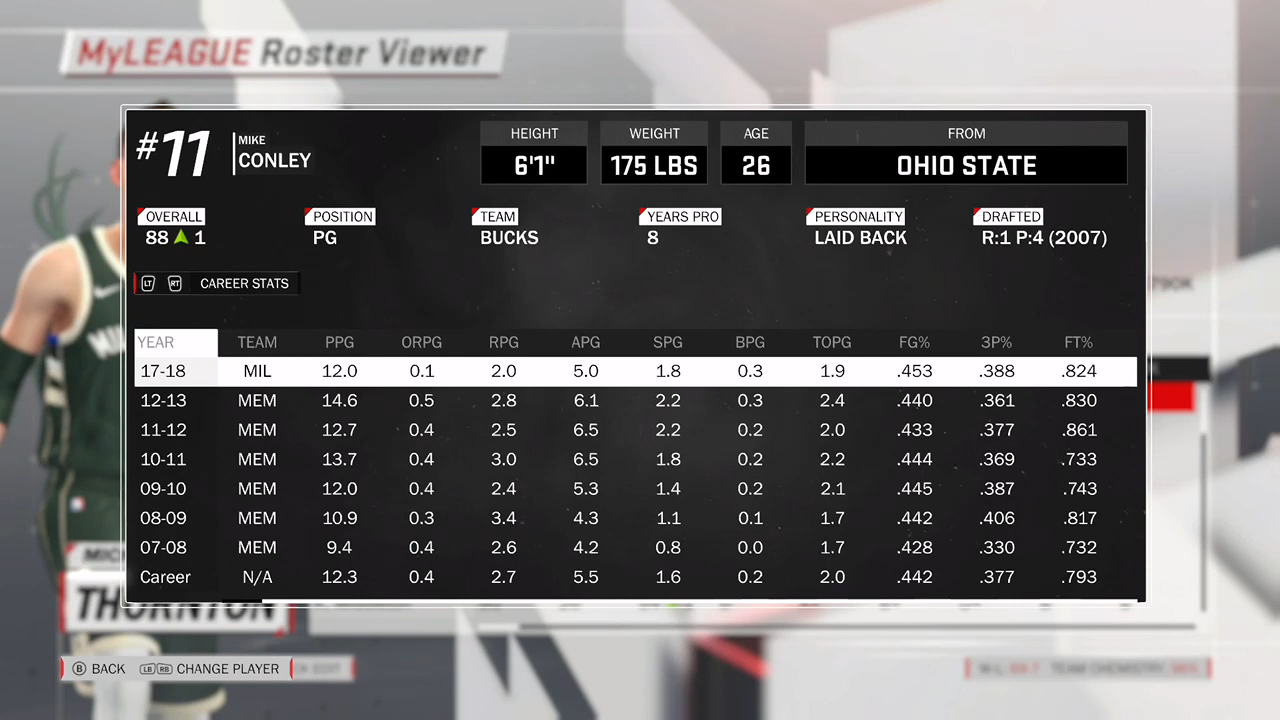 MyLEAGUE Roster Viewer
#11 MIKE CONLEY
HEIGHT WEIGHT AGE FROM
6'1" 175 LBS 26 OHIO STATE
OVERALL POSITION TEAM YEARS PRO PERSONALITY DRAFTED
88 1 PG BUCKS 8 LAID BACK R:1 P:4 (2007)
LT RT CAREER STATS
YEAR TEAM PPG ORPG RPG APG SPG BPG TOPG FG% 3P% FT%
17-18 MIL 12.0 0.1 2.0 5.0 1.8 0.3 1.9 .453 .388 .824
12-13 MEM 14.6 0.5 2.8 6.1 2.2 0.3 2.4 .440 .361 .830
11-12 MEM 12.7 0.4 2.5 6.5 2.2 0.2 2.0 .433 .377 .861
10-11 MEM 13.7 0.4 3.0 6.5 1.8 0.2 2.2 .444 .369 .733
09-10 MEM 12.0 0.4 2.4 5.3 1.4 0.2 2.1 .445 .387 .743
08-09 MEM 10.9 0.3 3.4 4.3 1.1 0.1 1.7 .442 .406 .817
07-08 MEM 9.4 0.4 2.6 4.2 0.8 0.0 1.7 .428 .330 .732
Career N/A 12.3 0.4 2.7 5.5 1.6 0.2 2.0 .442 .377 .793
THORNTON
B BACK LB RB CHANGE PLAYER
TEAM CHEMISTRY